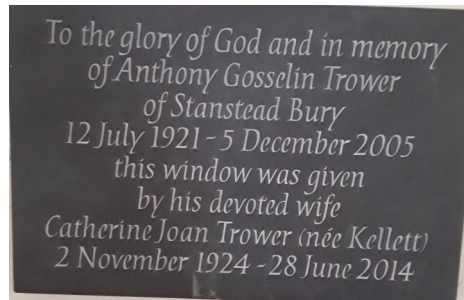 To the glory of God and in memory
of Anthony Gosselin Trower
of Stanstead Bury
12 July 1921 - 5 December 2005
this window was given
by his devoted wife
Catherine Joan Trower (née Kellett)
2 November 1924 - 28 June 2014